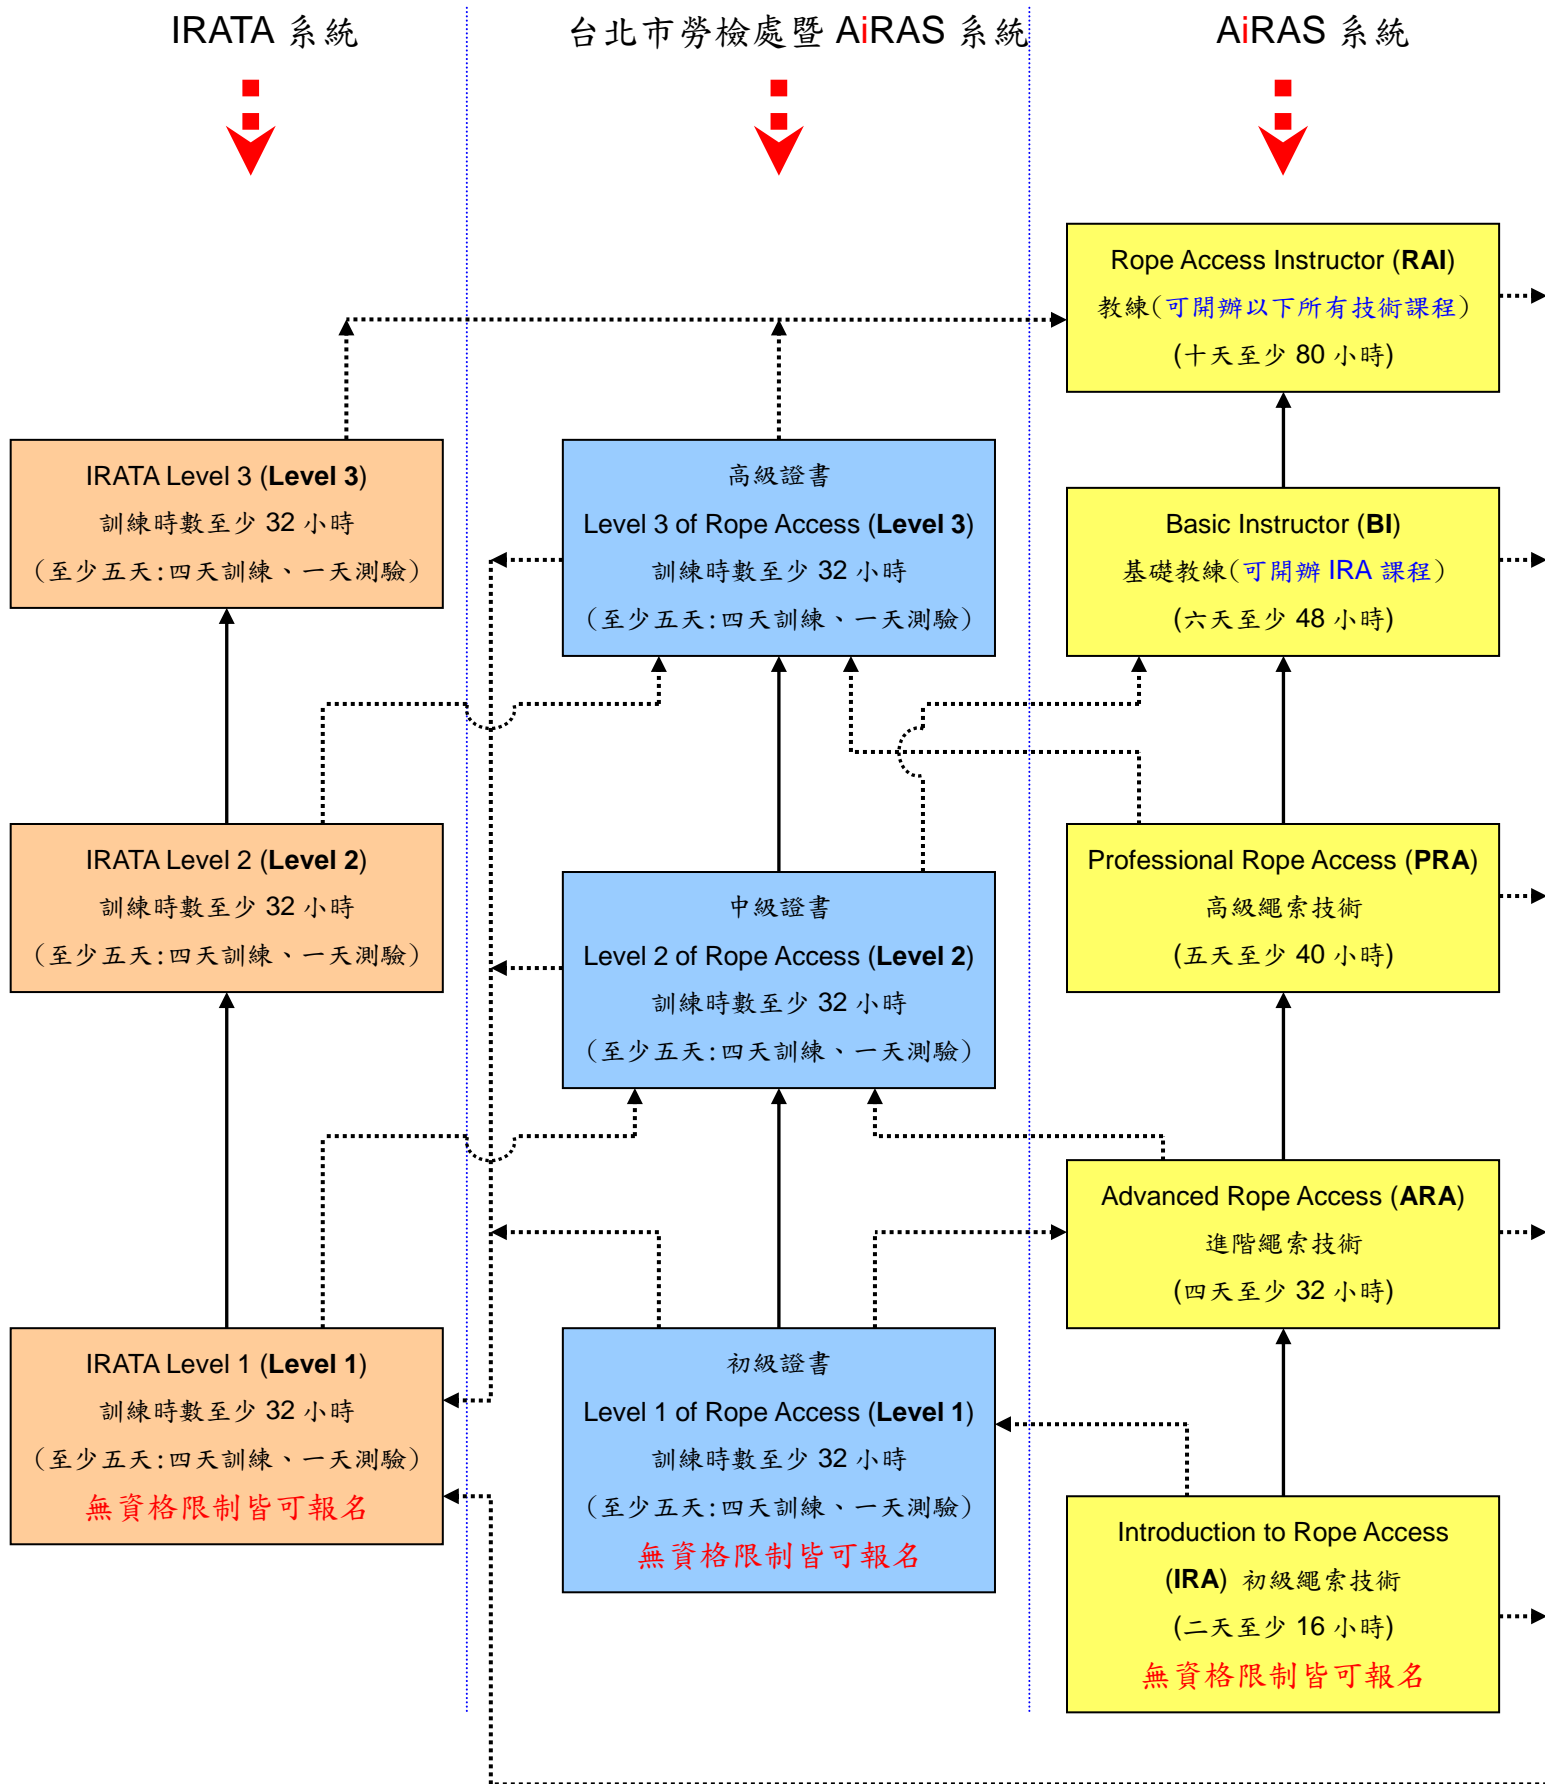 IRATA 系統
台北市勞檢處暨 AiRAS 系統
AiRAS 系統
Rope Access Instructor (RAI)
教練(可開辦以下所有技術課程)
(十天至少 80 小時)
IRATA Level 3 (Level 3)
訓練時數至少 32 小時
(至少五天:四天訓練、一天測驗)
高級證書
Level 3 of Rope Access (Level 3)
訓練時數至少 32 小時
(至少五天:四天訓練、一天測驗)
Basic Instructor (BI)
基礎教練(可開辦 IRA 課程)
(六天至少 48 小時)
IRATA Level 2 (Level 2)
訓練時數至少 32 小時
(至少五天:四天訓練、一天測驗)
中級證書
Level 2 of Rope Access (Level 2)
訓練時數至少 32 小時
(至少五天:四天訓練、一天測驗)
Professional Rope Access (PRA)
高級繩索技術
(五天至少 40 小時)
Advanced Rope Access (ARA)
進階繩索技術
(四天至少 32 小時)
IRATA Level 1 (Level 1)
訓練時數至少 32 小時
(至少五天:四天訓練、一天測驗)
無資格限制皆可報名
初級證書
Level 1 of Rope Access (Level 1)
訓練時數至少 32 小時
(至少五天:四天訓練、一天測驗)
無資格限制皆可報名
Introduction to Rope Access
(IRA) 初級繩索技術
(二天至少 16 小時)
無資格限制皆可報名